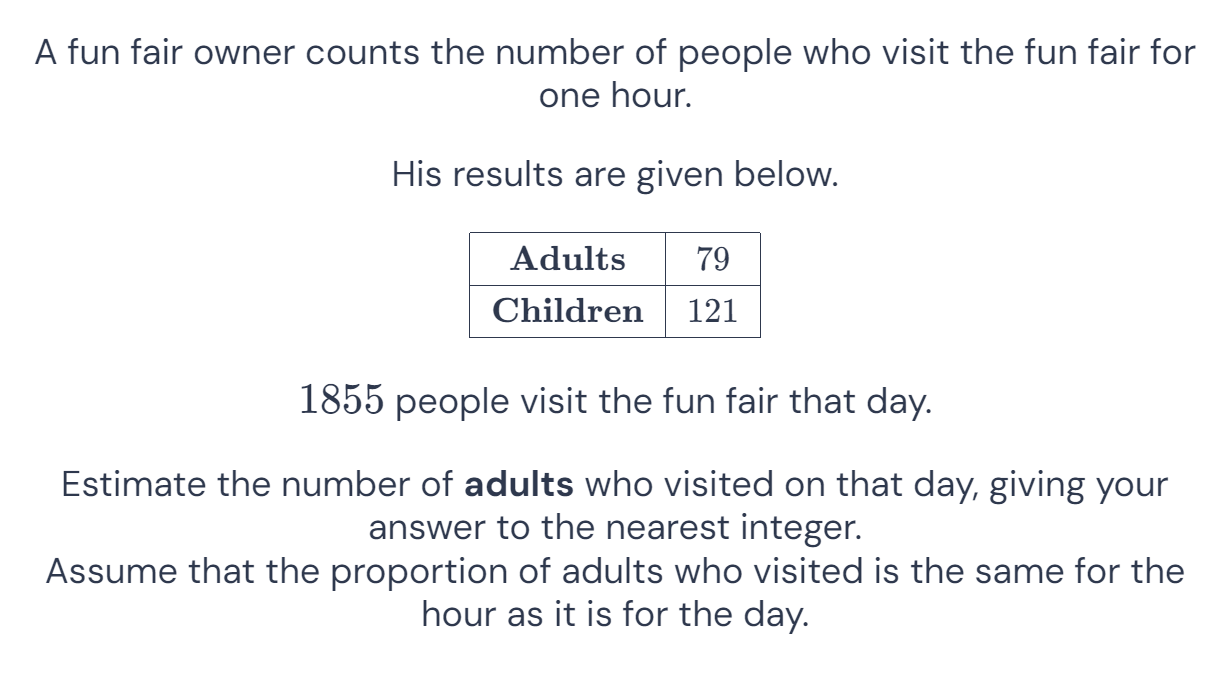 A fun fair owner counts the number of people who visit the fun fair for
one hour.
His results are given below.
Adults 79
Children 121
1855 people visit the fun fair that day.
Estimate the number of adults who visited on that day, giving your
answer to the nearest integer.
Assume that the proportion of adults who visited is the same for the
hour as it is for the day.